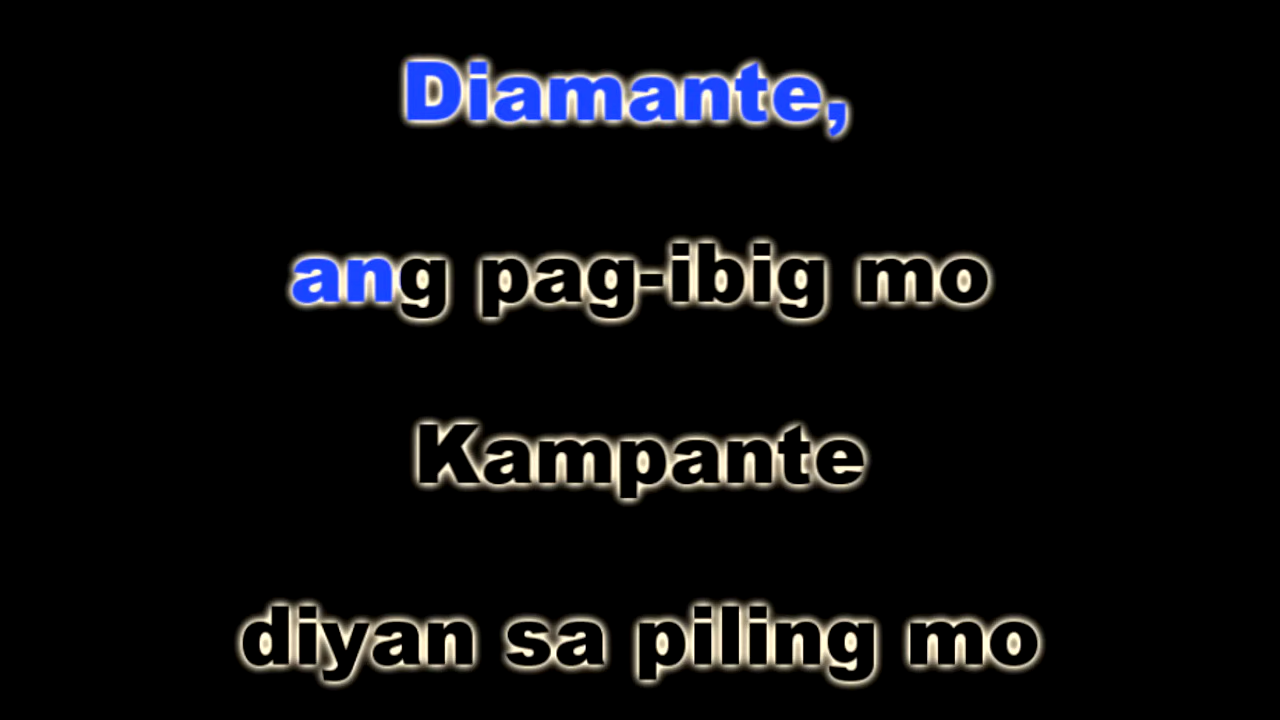 Diamante,
ang pag-ibig mo
Kampante
diyan sa piling mo